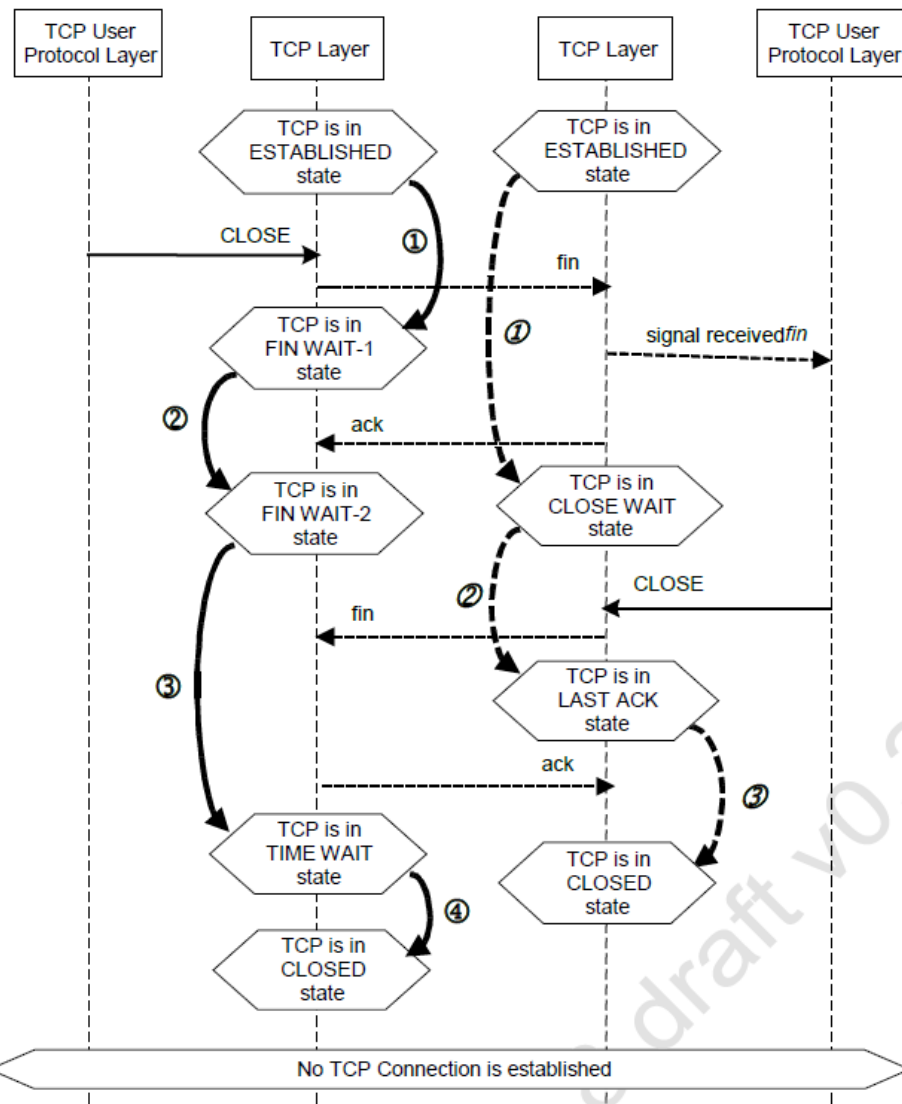 TCP User
Protocol Layer
TCP Layer
TCP Layer
TCP User
Protocol Layer
TCP is in
ESTABLISHED
state
TCP is in
ESTABLISHED
state
CLOSE
①
fin
①
TCP is in
FIN WAIT-1
state
signal received fin
②
ack
TCP is in
FIN WAIT-2
state
TCP is in
CLOSE WAIT
state
②
CLOSE
fin
③
TCP is in
LAST ACK
state
ack
③
TCP is in
TIME WAIT
state
TCP is in
CLOSED
state
④
TCP is in
CLOSED
state
draft v0.
No TCP Connection is established